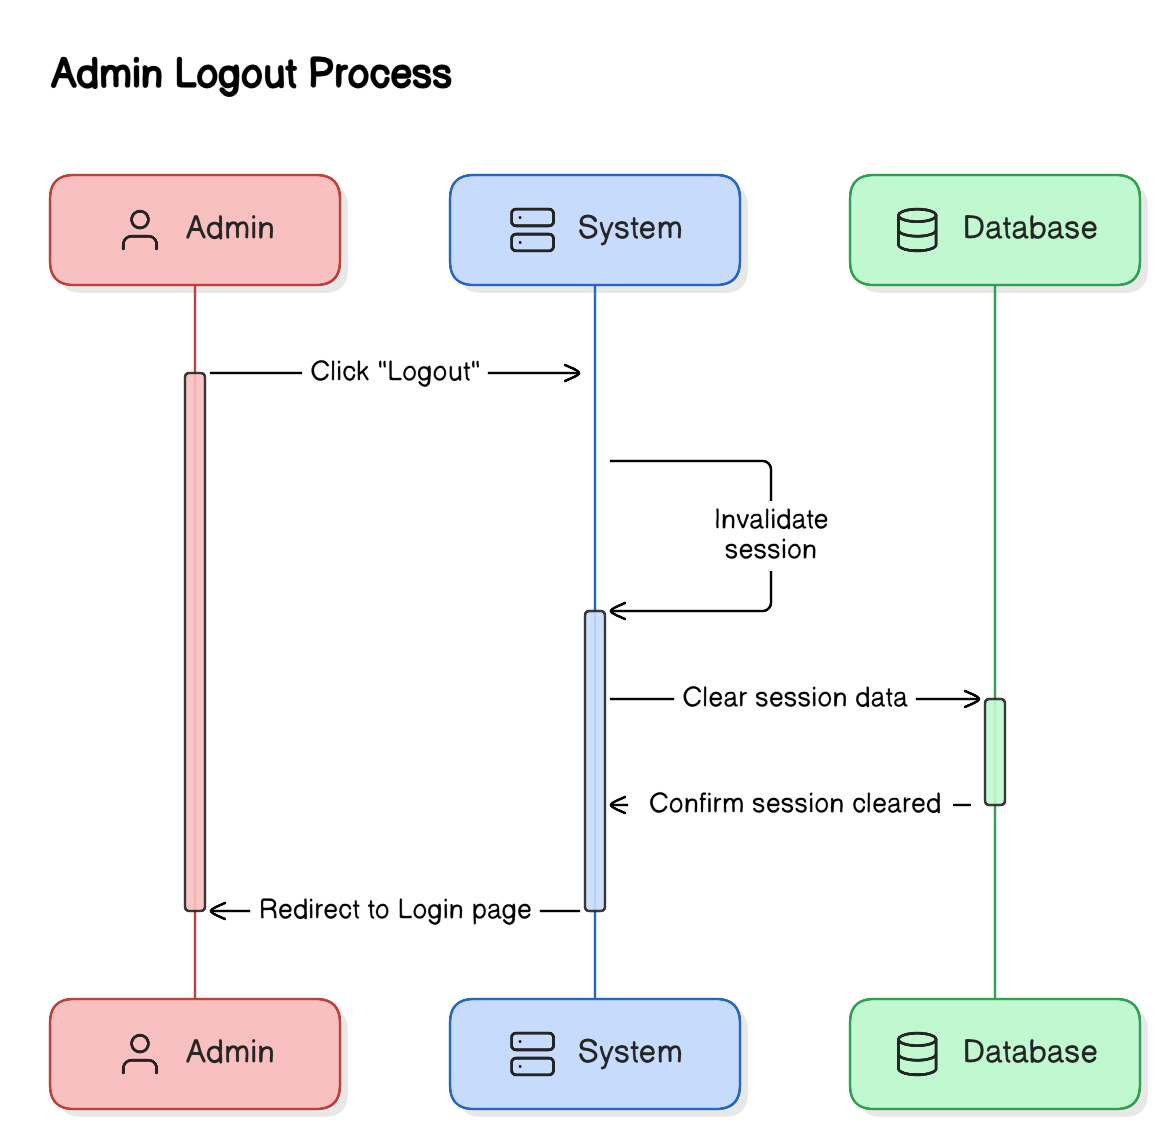 Admin Logout Process
Admin
System
Database
Click "Logout"
Invalidate
session
Clear session data
Confirm session cleared
Redirect to Login page
Admin
System
Database